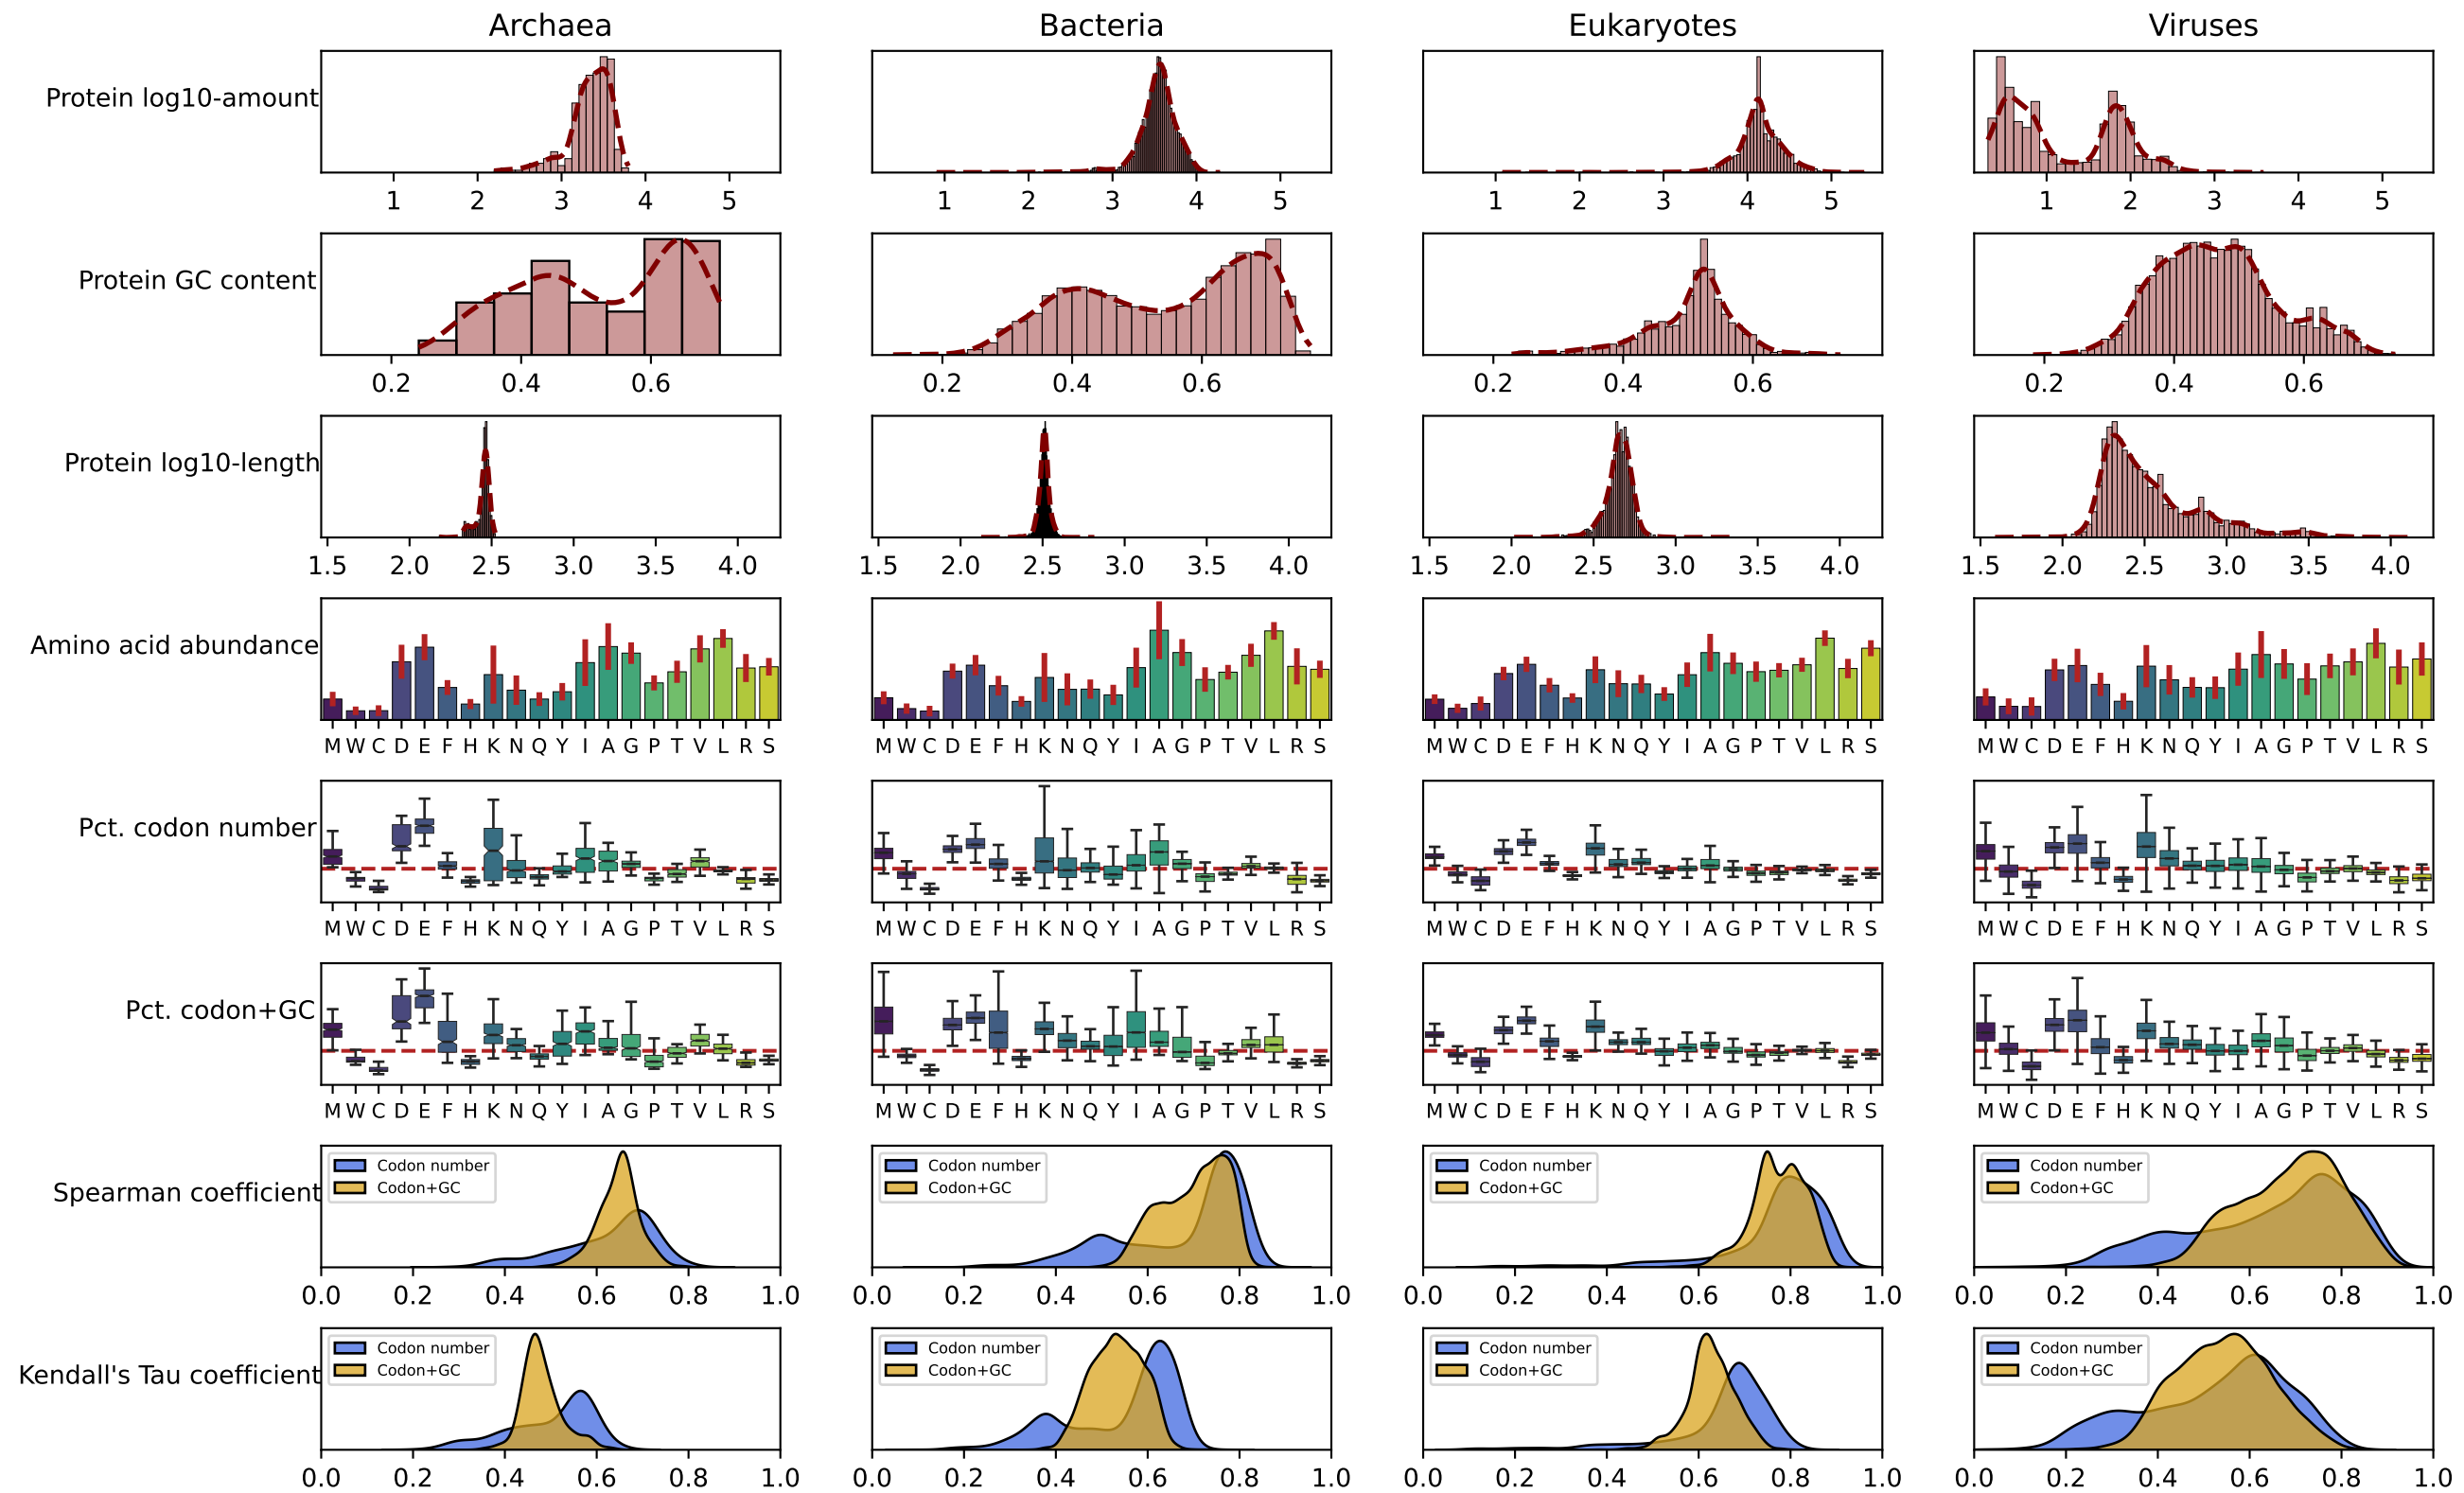 Archaea Bacteria Eukaryotes Viruses
Protein log10-amount
1 2 3 4 5 1 2 3 4 5 1 2 3 4 5 1 2 3 4 5
Protein GC content
0.2 0.4 0.6 0.2 0.4 0.6 0.2 0.4 0.6 0.2 0.4 0.6
Protein log10-length
1.5 2.0 2.5 3.0 3.5 4.0 1.5 2.0 2.5 3.0 3.5 4.0 1.5 2.0 2.5 3.0 3.5 4.0 1.5 2.0 2.5 3.0 3.5 4.0
Amino acid abundance
M W C D E F H K N Q Y I A G P T V L R S M W C D E F H K N Q Y I A G P T V L R S M W C D E F H K N Q Y I A G P T V L R S M W C D E F H K N Q Y I A G P T V L R S
Pct. codon number
M W C D E F H K N Q Y I A G P T V L R S M W C D E F H K N Q Y I A G P T V L R S M W C D E F H K N Q Y I A G P T V L R S M W C D E F H K N Q Y I A G P T V L R S
Pct. codon+GC
M W C D E F H K N Q Y I A G P T V L R S M W C D E F H K N Q Y I A G P T V L R S M W C D E F H K N Q Y I A G P T V L R S M W C D E F H K N Q Y I A G P T V L R S
Codon number Codon number Codon number Codon number
Spearman coefficient
Codon+GC Codon+GC Codon+GC Codon+GC
0.0 0.2 0.4 0.6 0.8 1.0 0.0 0.2 0.4 0.6 0.8 1.0 0.0 0.2 0.4 0.6 0.8 1.0 0.0 0.2 0.4 0.6 0.8 1.0
Codon number Codon number Codon number Codon number
Kendall's Tau coefficient
Codon+GC Codon+GC Codon+GC Codon+GC
0.0 0.2 0.4 0.6 0.8 1.0 0.0 0.2 0.4 0.6 0.8 1.0 0.0 0.2 0.4 0.6 0.8 1.0 0.0 0.2 0.4 0.6 0.8 1.0